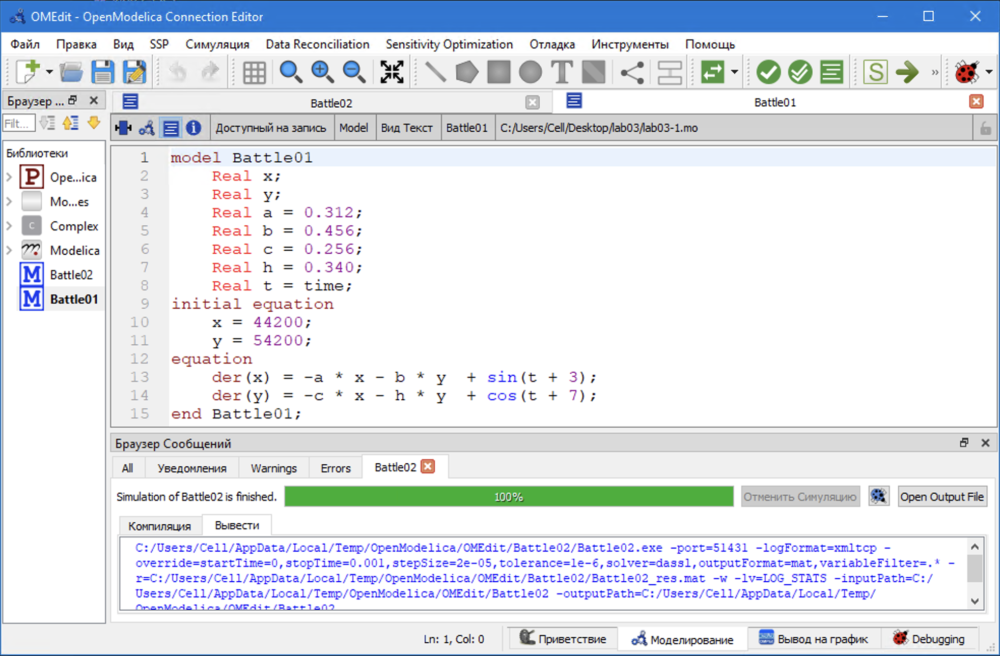 OMEdit - OpenModelica Connection Editor
Файл Правка Вид SSP Симуляция Data Reconciliation Sensitivity Optimization Отладка Инструменты Помощь
T S »
Браузер ... Battle02 Battle01
Filt... Доступный на запись Model Вид Текст Battle01 C:/Users/Cell/Desktop/lab03/lab03-1.mo
Библиотеки
P Ope...ica
Mo...es
C Complex
Modelica
M Battle02
M Battle01
1 model Battle01
2 Real x;
3 Real y;
4 Real a = 0.312;
5 Real b = 0.456;
6 Real c = 0.256;
7 Real h = 0.340;
8 Real t = time;
9 initial equation
10 x = 44200;
11 y = 54200;
12 equation
13 der(x) = -a * x - b * y  + sin(t + 3);
14 der(y) = -c * x - h * y  + cos(t + 7);
15 end Battle01;
Браузер Сообщений
All Уведомления Warnings Errors Battle02
Simulation of Battle02 is finished. 100% Отменить Симуляцию Open Output File
Компиляция Вывести
C:/Users/Cell/AppData/Local/Temp/OpenModelica/OMEdit/Battle02/Battle02.exe -port=51431 -logFormat=xmltcp -
override=startTime=0,stopTime=0.001,stepSize=2e-05,tolerance=1e-6,solver=dassl,outputFormat=mat,variableFilter=.* -
r=C:/Users/Cell/AppData/Local/Temp/OpenModelica/OMEdit/Battle02/Battle02_res.mat -w -lv=LOG_STATS -inputPath=C:/
Users/Cell/AppData/Local/Temp/OpenModelica/OMEdit/Battle02 -outputPath=C:/Users/Cell/AppData/Local/Temp/
OpenModelica/OMEdit/Battle02
Ln: 1, Col: 0 Приветствие Моделирование Вывод на график Debugging